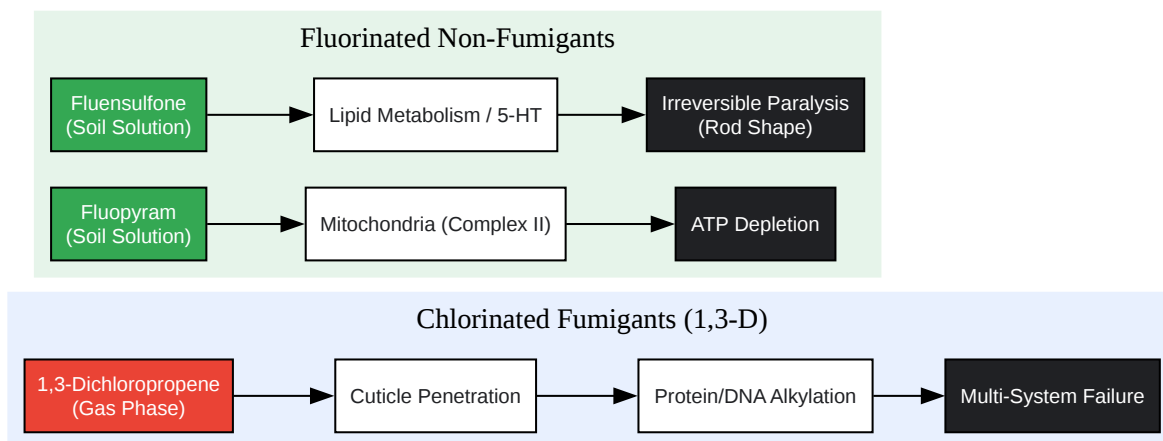 Fluorinated Non-Fumigants
Fluensulfone
(Soil Solution)
Lipid Metabolism / 5-HT
Irreversible Paralysis
(Rod Shape)
Fluopyram
(Soil Solution)
Mitochondria (Complex II)
ATP Depletion
Chlorinated Fumigants (1,3-D)
1,3-Dichloropropene
(Gas Phase)
Cuticle Penetration
Protein/DNA Alkylation
Multi-System Failure